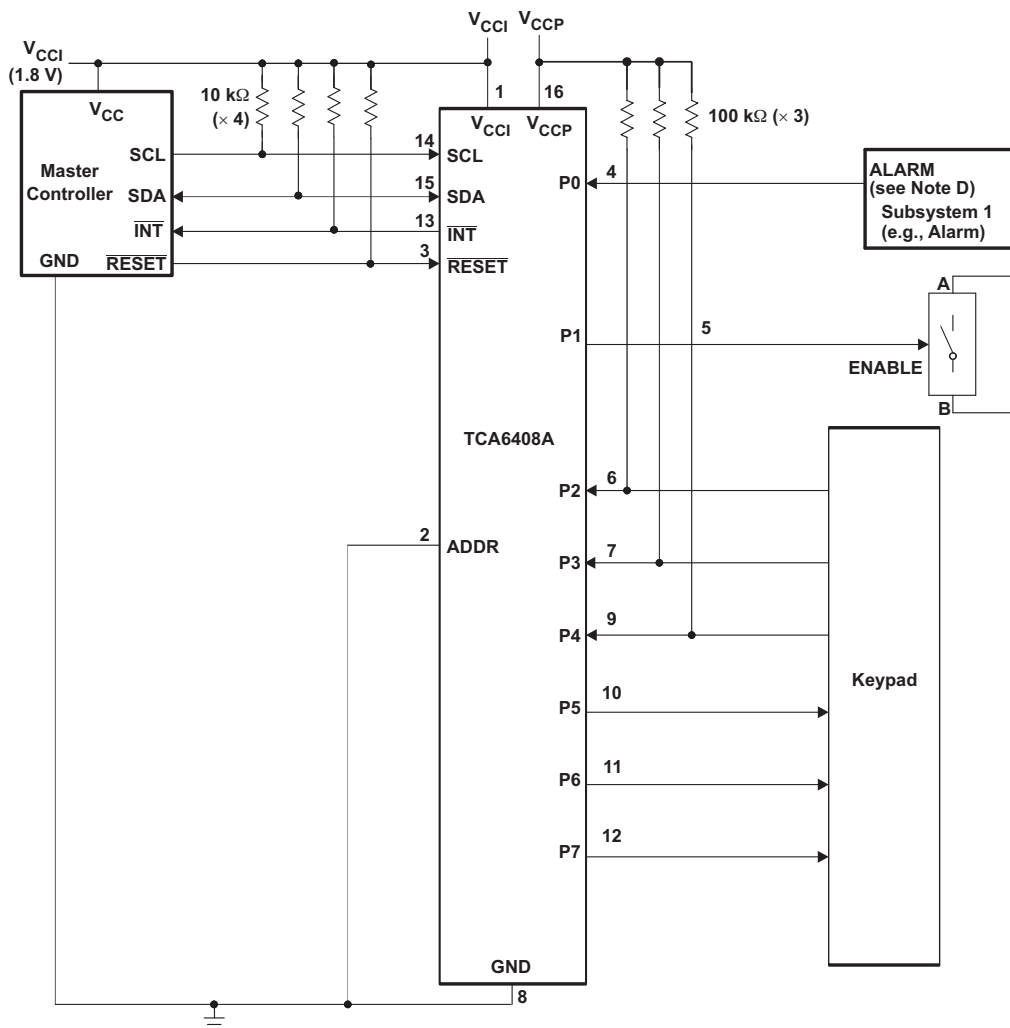 VCCI
(1.8 V)
VCCI
VCCP
VCC
Master
Controller
SCL
SDA
INT
RESET
GND
10 kΩ
(× 4)
1
16
VCCI
VCCP
14
SCL
15
SDA
13
INT
3
RESET
2
ADDR
TCA6408A
GND
8
100 kΩ (× 3)
P0
4
P1
5
P2
6
P3
7
P4
9
P5
10
P6
11
P7
12
ALARM
(see Note D)
Subsystem 1
(e.g., Alarm)
A
ENABLE
B
Keypad